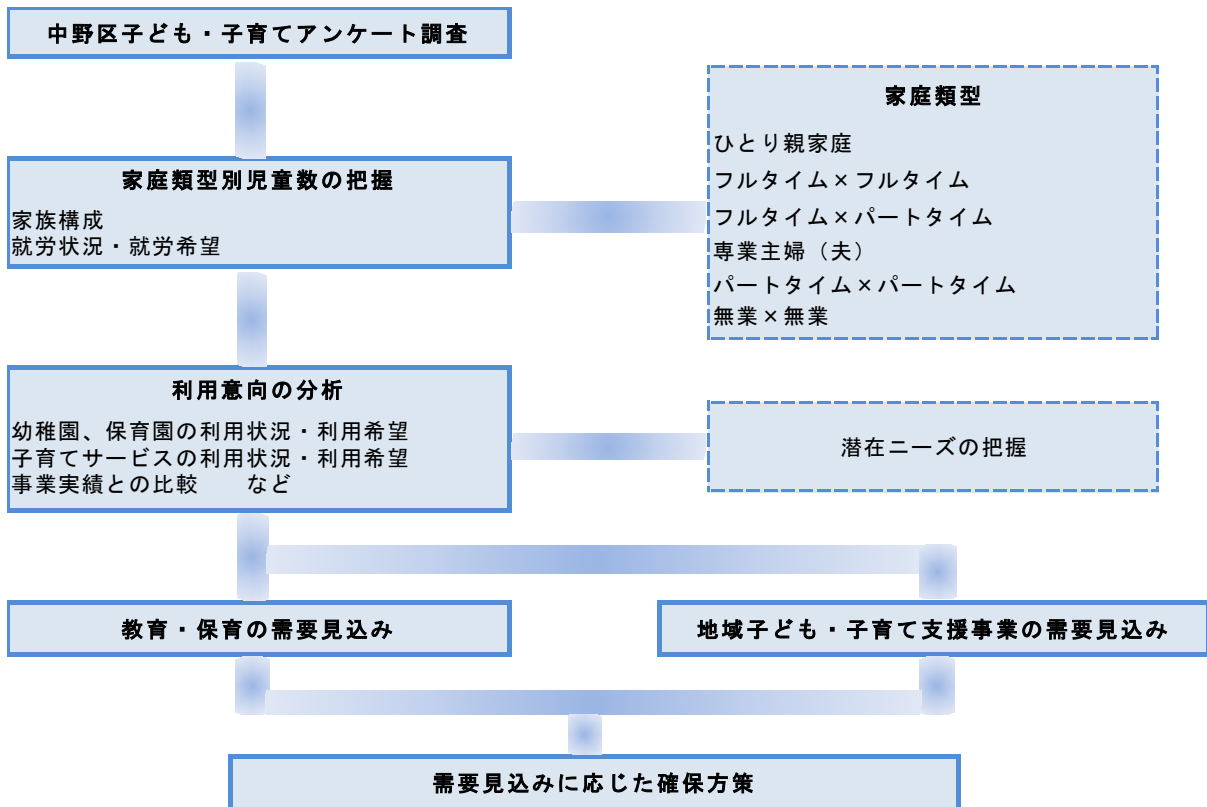 中野区子ども・子育てアンケート調査
家庭類型別児童数の把握
家族構成
就労状況・就労希望
家庭類型
ひとり親家庭
フルタイム×フルタイム
フルタイム×パートタイム
専業主婦（夫）
パートタイム×パートタイム
無業×無業
利用意向の分析
幼稚園、保育園の利用状況・利用希望
子育てサービスの利用状況・利用希望
事業実績との比較　　など
潜在ニーズの把握
教育・保育の需要見込み
地域子ども・子育て支援事業の需要見込み
需要見込みに応じた確保方策